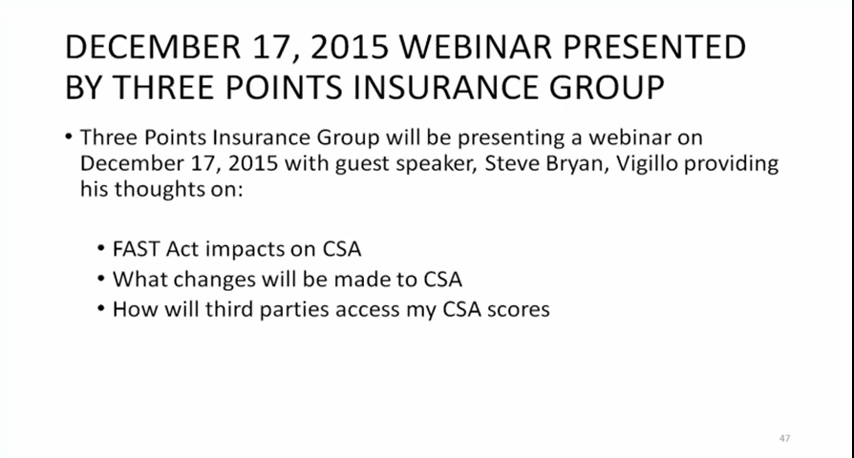 DECEMBER 17, 2015 WEBINAR PRESENTED
BY THREE POINTS INSURANCE GROUP
• Three Points Insurance Group will be presenting a webinar on
December 17, 2015 with guest speaker, Steve Bryan, Vigillo providing
his thoughts on:
• FAST Act impacts on CSA
• What changes will be made to CSA
• How will third parties access my CSA scores
47